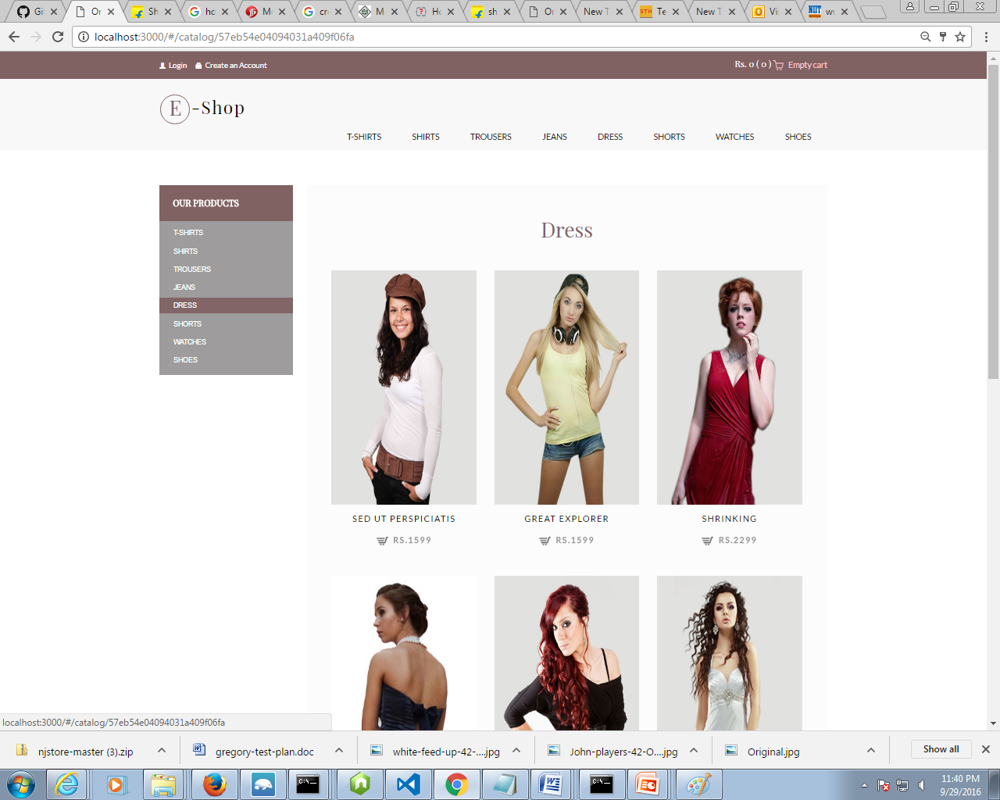 Gi
Or
Sh
hc
M
cr
M
Ho
sh
Or
New T
Te
New T
Vi
w
localhost:3000/#/catalog/57eb54e04094031a409f06fa
Login
Create an Account
Rs. 0 ( 0 )
Empty cart
E -Shop
T-SHIRTS
SHIRTS
TROUSERS
JEANS
DRESS
SHORTS
WATCHES
SHOES
OUR PRODUCTS
T-SHIRTS
SHIRTS
TROUSERS
JEANS
DRESS
SHORTS
WATCHES
SHOES
Dress
SED UT PERSPICIATIS
RS.1599
GREAT EXPLORER
RS.1599
SHRINKING
RS.2299
localhost:3000/#/catalog/57eb54e04094031a409f06fa
njstore-master (3).zip
gregory-test-plan.doc
white-feed-up-42-....jpg
John-players-42-O....jpg
Original.jpg
Show all
11:40 PM
9/29/2016